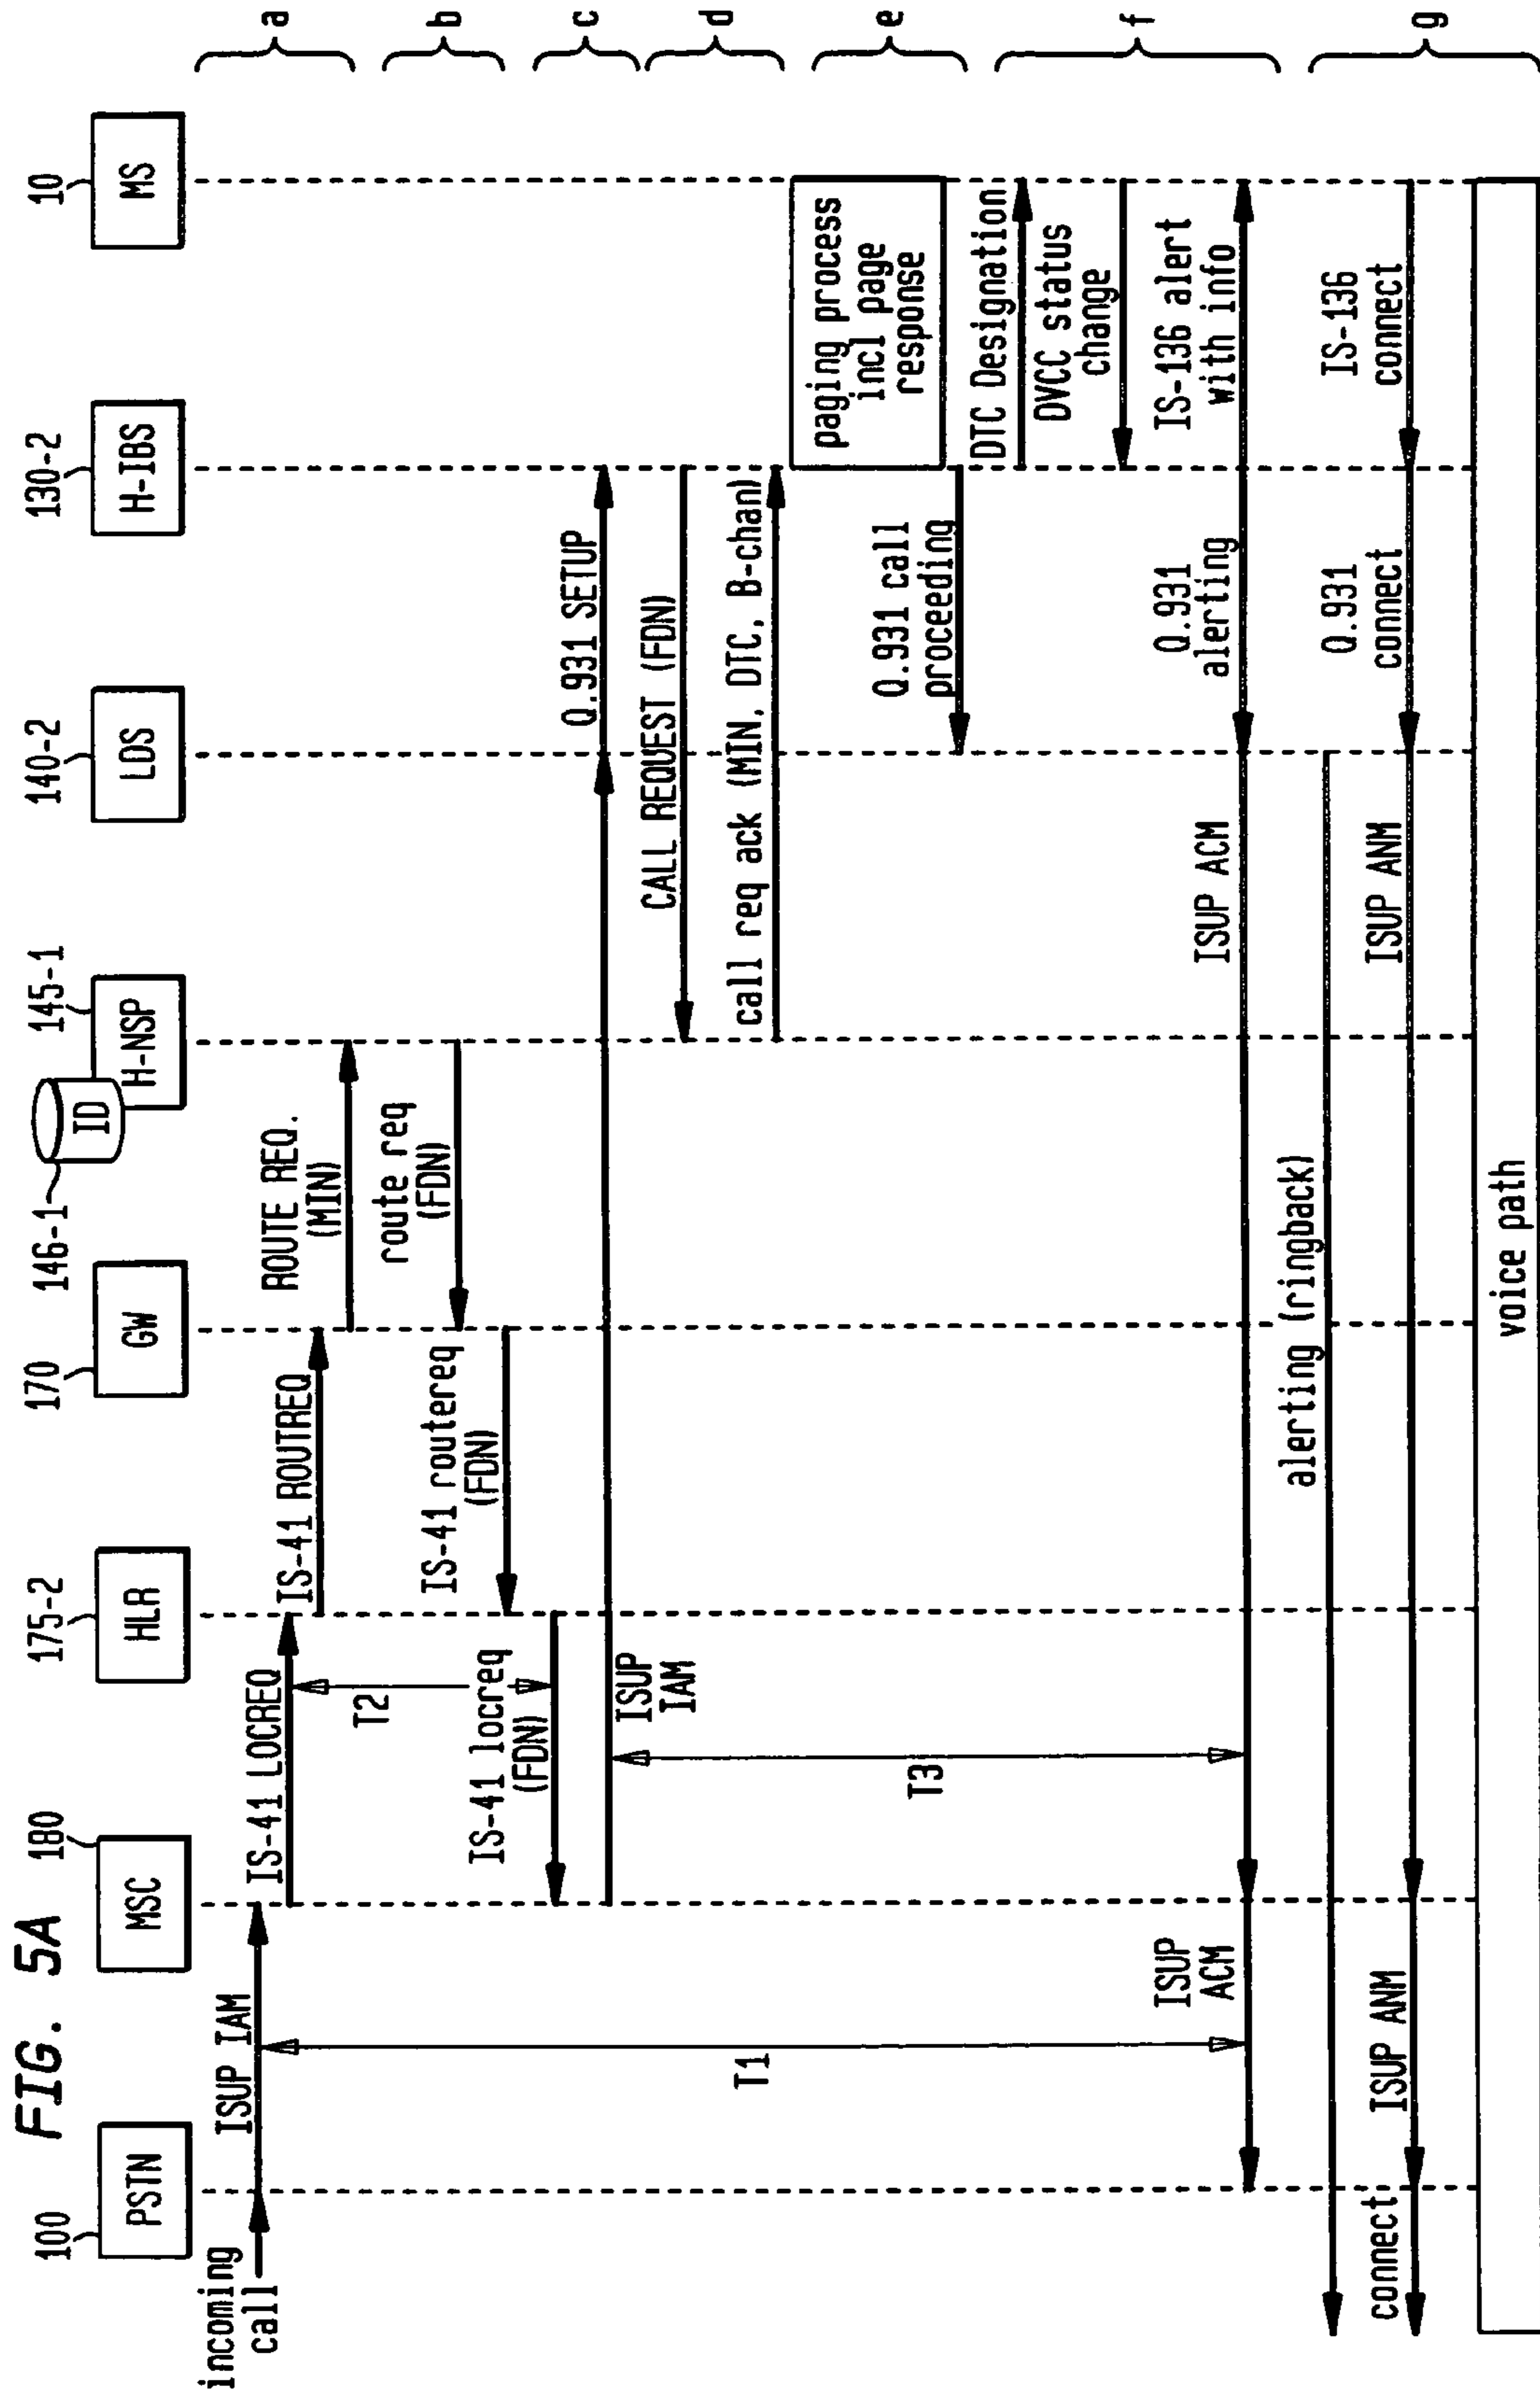 FIG. 5A
100
180
175-2
170
146-1
145-1
140-2
130-2
10
PSTN
MSC
HLR
GW
ID
H-NSP
LDS
H-IBS
MS
incoming
call
ISUP IAM
IS-41 LOCREQ
IS-41 ROUTREQ
ROUTE REQ.
(MIN)
a
T2
route req
(FDN)
IS-41 routereq
(FDN)
b
IS-41 locreq
(FDN)
ISUP
IAM
Q.931 SETUP
c
CALL REQUEST (FDN)
call req ack (MIN, DTC, B-chan)
d
T1
T3
paging process
incl page
response
Q.931 call
proceeding
e
DTC Designation
DVCC status
change
IS-136 alert
with info
Q.931
alerting
ISUP ACM
ISUP
ACM
f
alerting (ringback)
IS-136
connect
Q.931
connect
ISUP ANM
ISUP ANM
connect
g
voice path